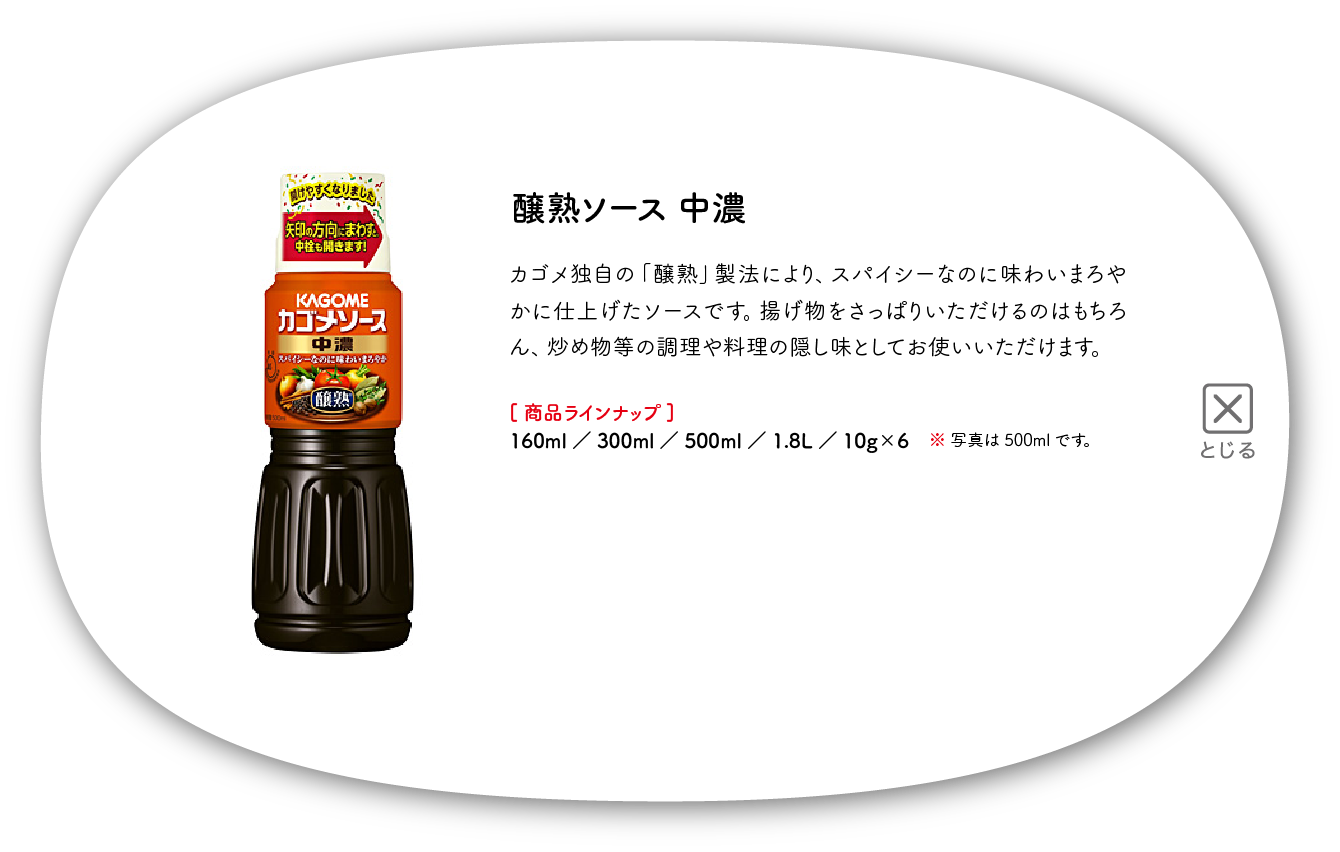 開けやすくなりました
矢印の方向にまわすと
中栓も開きます!
KAGOME
カゴメソース
中濃
スパイシーなのに味わいまろやか
醸熟
醸熟ソース 中濃
カゴメ独自の「醸熟」製法により、スパイシーなのに味わいまろや
かに仕上げたソースです。揚げ物をさっぱりいただけるのはもちろ
ん、炒め物等の調理や料理の隠し味としてお使いいただけます。
[ 商品ラインナップ ]
160ml ／ 300ml ／ 500ml ／ 1.8L ／ 10g×6 ※ 写真は 500ml です。
とじる